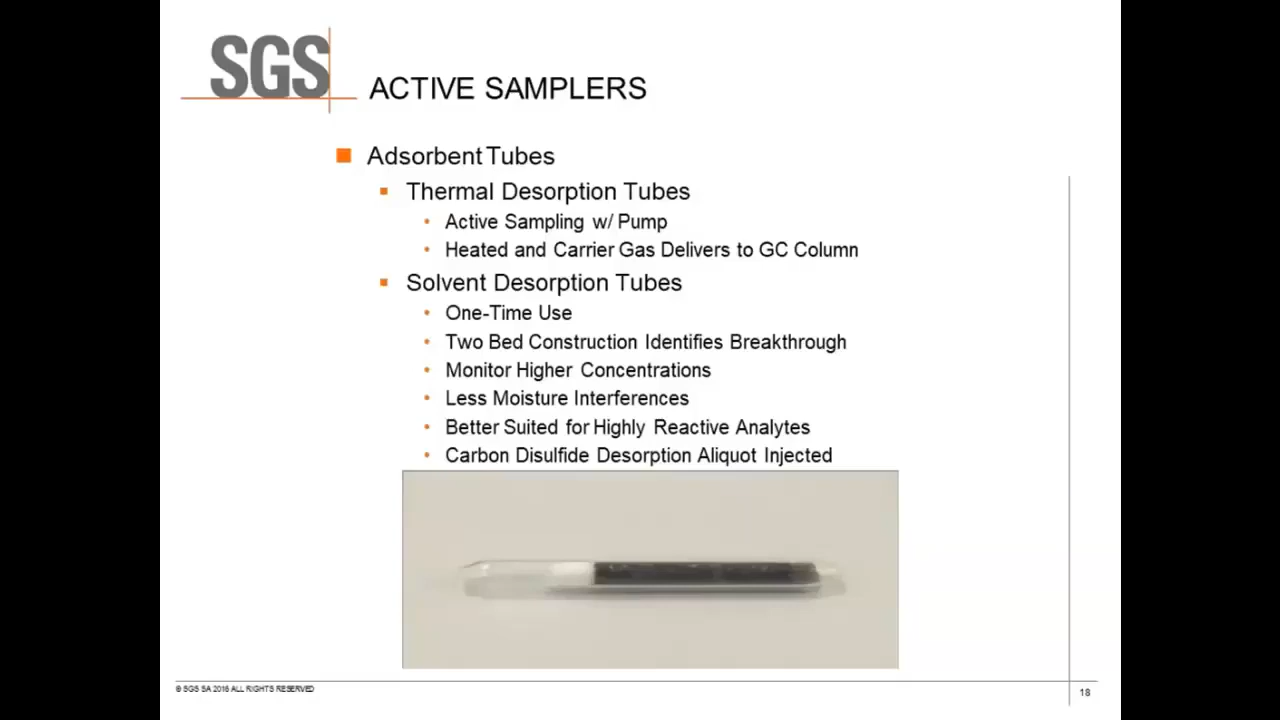 SGS
ACTIVE SAMPLERS
Adsorbent Tubes
Thermal Desorption Tubes
Active Sampling w/ Pump
Heated and Carrier Gas Delivers to GC Column
Solvent Desorption Tubes
One-Time Use
Two Bed Construction Identifies Breakthrough
Monitor Higher Concentrations
Less Moisture Interferences
Better Suited for Highly Reactive Analytes
Carbon Disulfide Desorption Aliquot Injected
© SGS SA 2016 ALL RIGHTS RESERVED
18